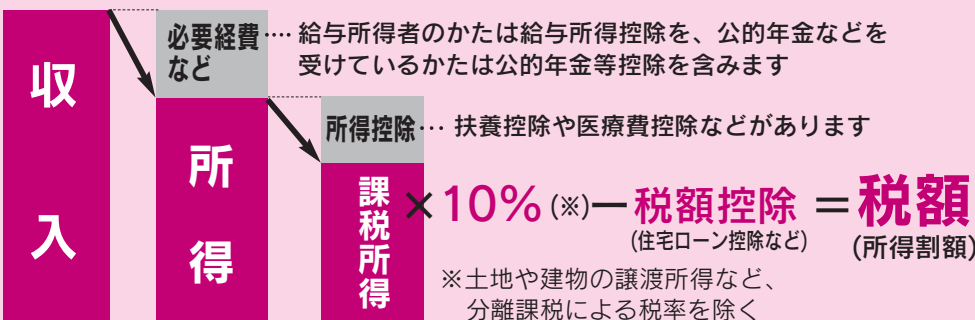 収入
必要経費
など
…… 給与所得者のかたは給与所得控除を、公的年金などを
受けているかたは公的年金等控除を含みます
所得
所得控除… 扶養控除や医療費控除などがあります
課税所得
×10%(※)ー税額控除=税額
(住宅ローン控除など)
(所得割額)
※土地や建物の譲渡所得など、
分離課税による税率を除く